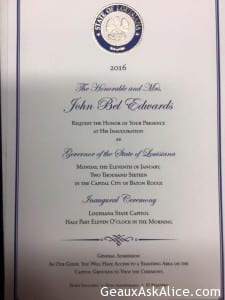 STATE OF LOUISIANA
2016
The Honorable and Mrs.
John Bel Edwards
Request the Honor of Your Presence
at His Inauguration
as
Governor of the State of Louisiana
Monday, the Eleventh of January,
Two Thousand Sixteen
in the Capital City of Baton Rouge
Inaugural Ceremony
Louisiana State Capitol
Half Past Eleven O'clock in the Morning.
General Admission
As Our Guest You Will Have Access to a Standing Area on the
Capitol Grounds to View the Ceremony.
GeauxAskAlice.com